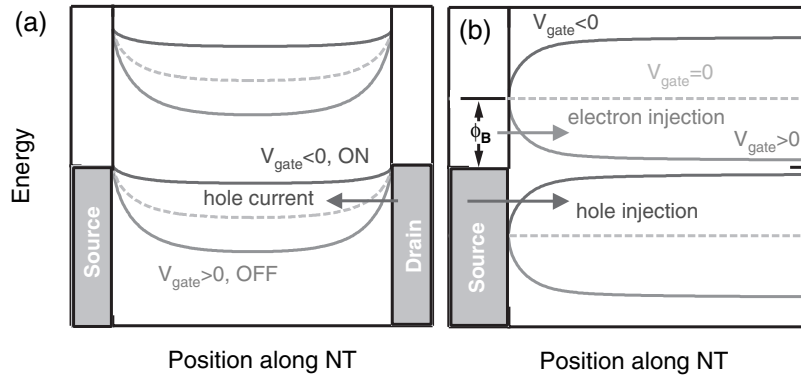 (a)
Energy
V_gate<0, ON
hole current
V_gate>0, OFF
Source
Drain
Position along NT
(b)
V_gate<0
V_gate=0
ϕ_B
electron injection
V_gate>0
hole injection
Source
Position along NT